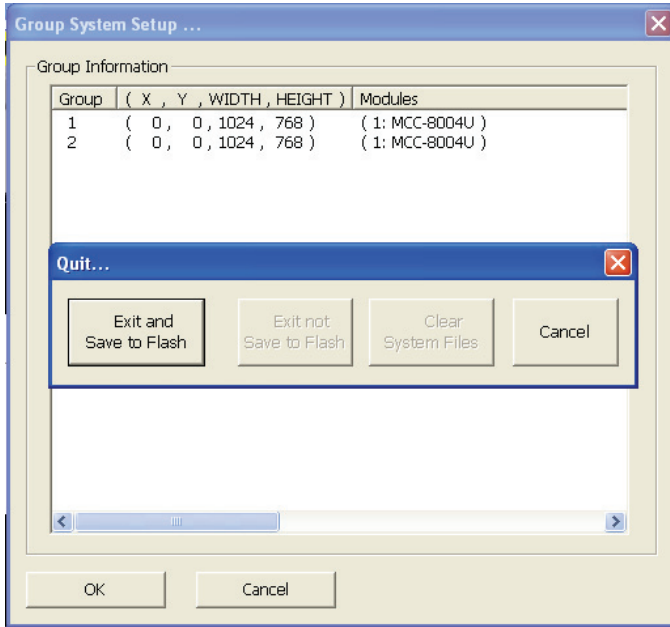 Group System Setup ...
Group Information
Group ( X , Y , WIDTH , HEIGHT ) Modules
1 ( 0 , 0 , 1024 , 768 ) ( 1: MCC-8004U )
2 ( 0 , 0 , 1024 , 768 ) ( 1: MCC-8004U )
Quit...
Exit and
Save to Flash
Exit not
Save to Flash
Clear
System Files
Cancel
OK
Cancel